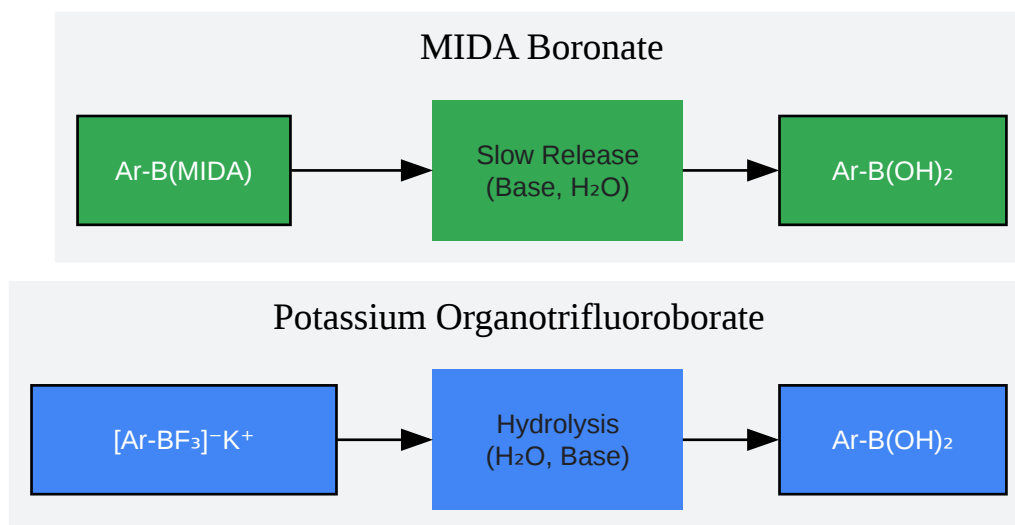 MIDA Boronate
Ar-B(MIDA)
Slow Release
(Base, H₂O)
Ar-B(OH)₂
Potassium Organotrifluoroborate
[Ar-BF₃]⁻K⁺
Hydrolysis
(H₂O, Base)
Ar-B(OH)₂